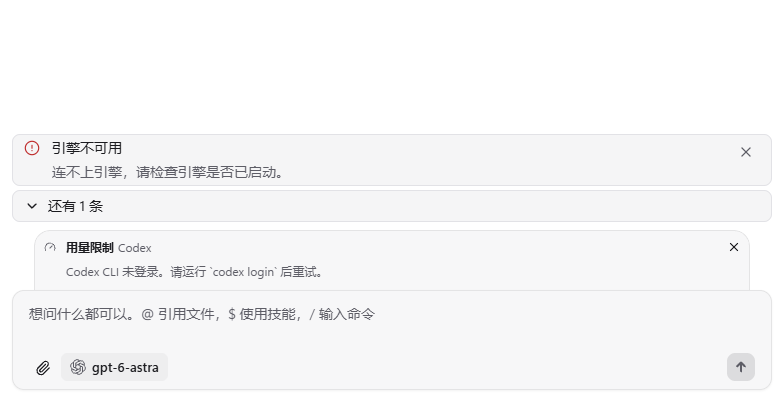 引擎不可用
连不上引擎，请检查引擎是否已启动。
还有 1 条
用量限制 Codex
Codex CLI 未登录。请运行 `codex login` 后重试。
想问什么都可以。@ 引用文件，$ 使用技能，/ 输入命令
gpt-6-astra